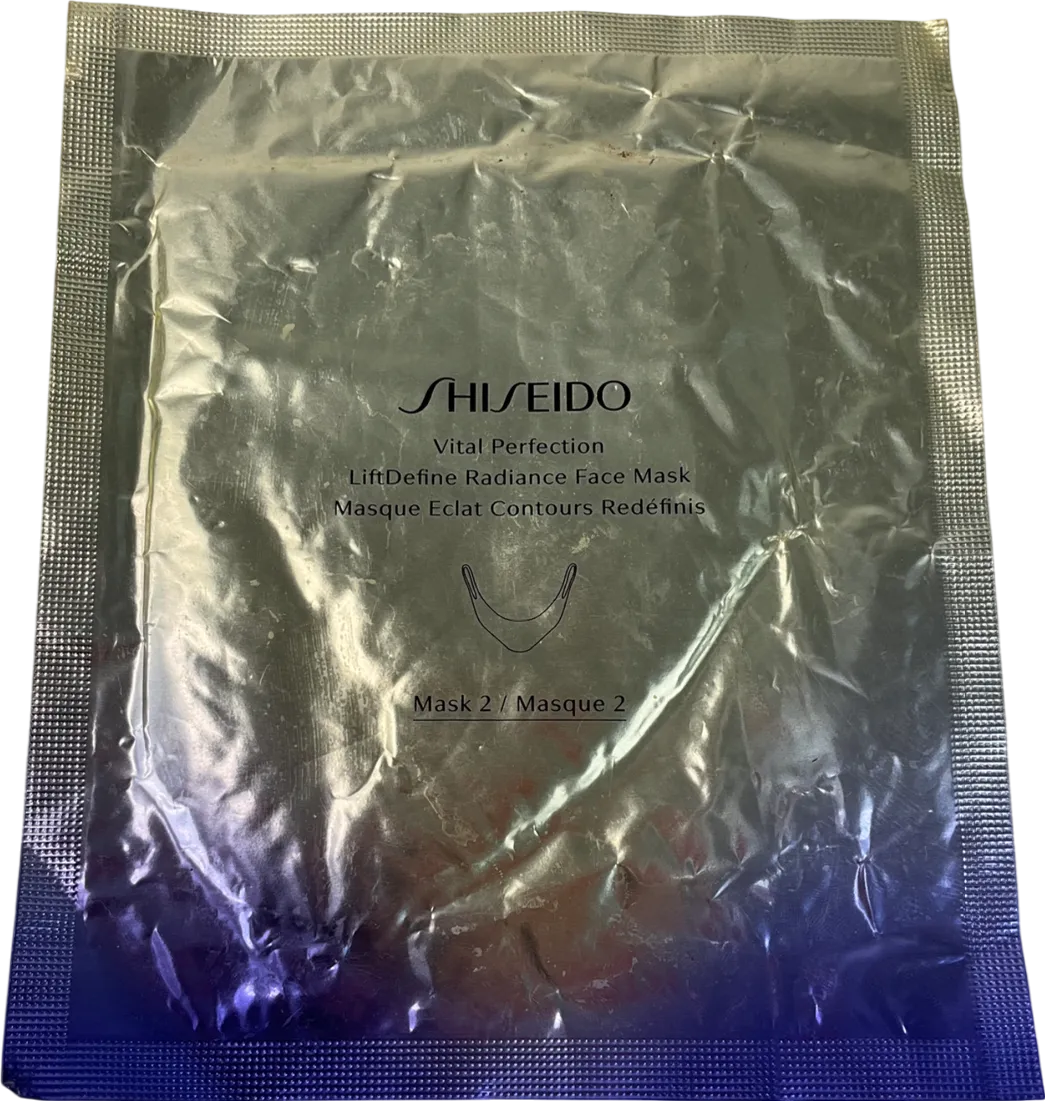 SHISEIDO
Vital Perfection
LiftDefine Radiance Face Mask
Masque Eclat Contours Redéfinis
Mask 2 / Masque 2